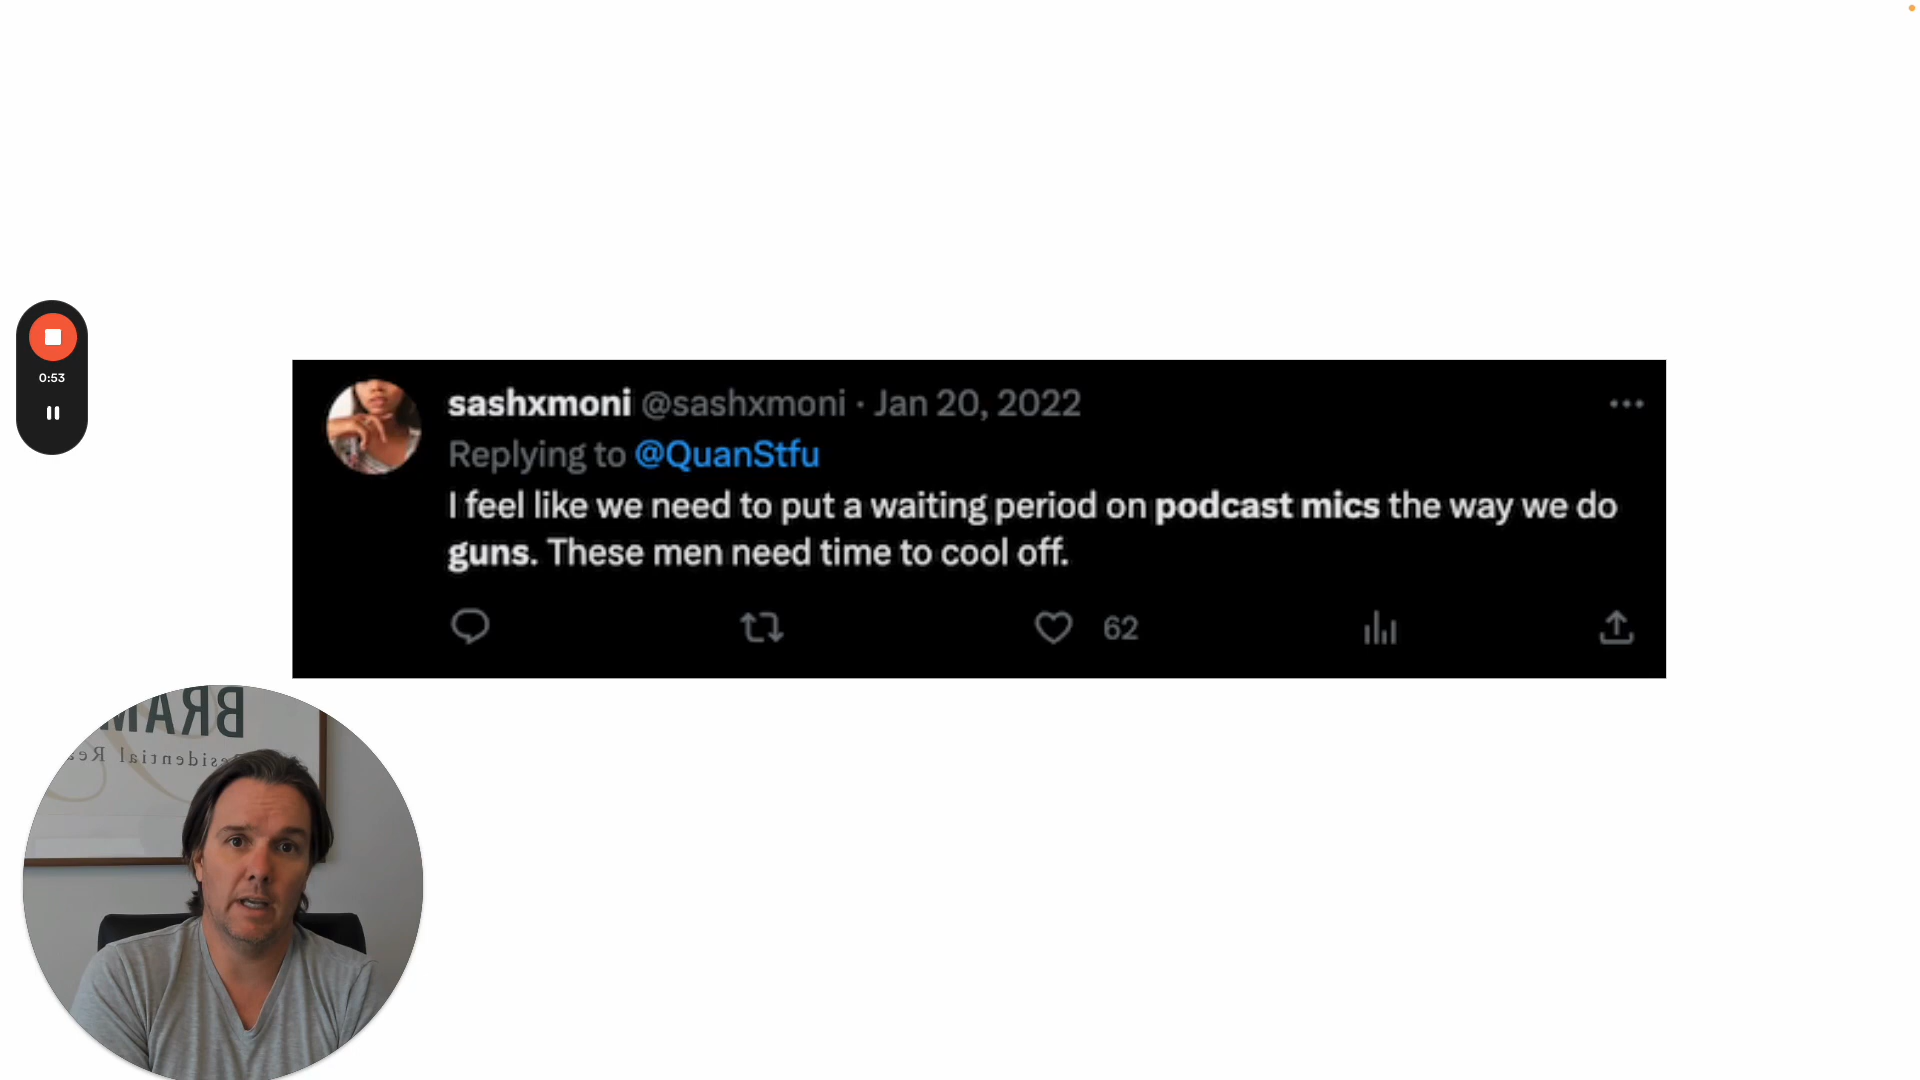 0:53
sashxmoni @sashxmoni · Jan 20, 2022
Replying to @QuanStfu
I feel like we need to put a waiting period on podcast mics the way we do
guns. These men need time to cool off.
62